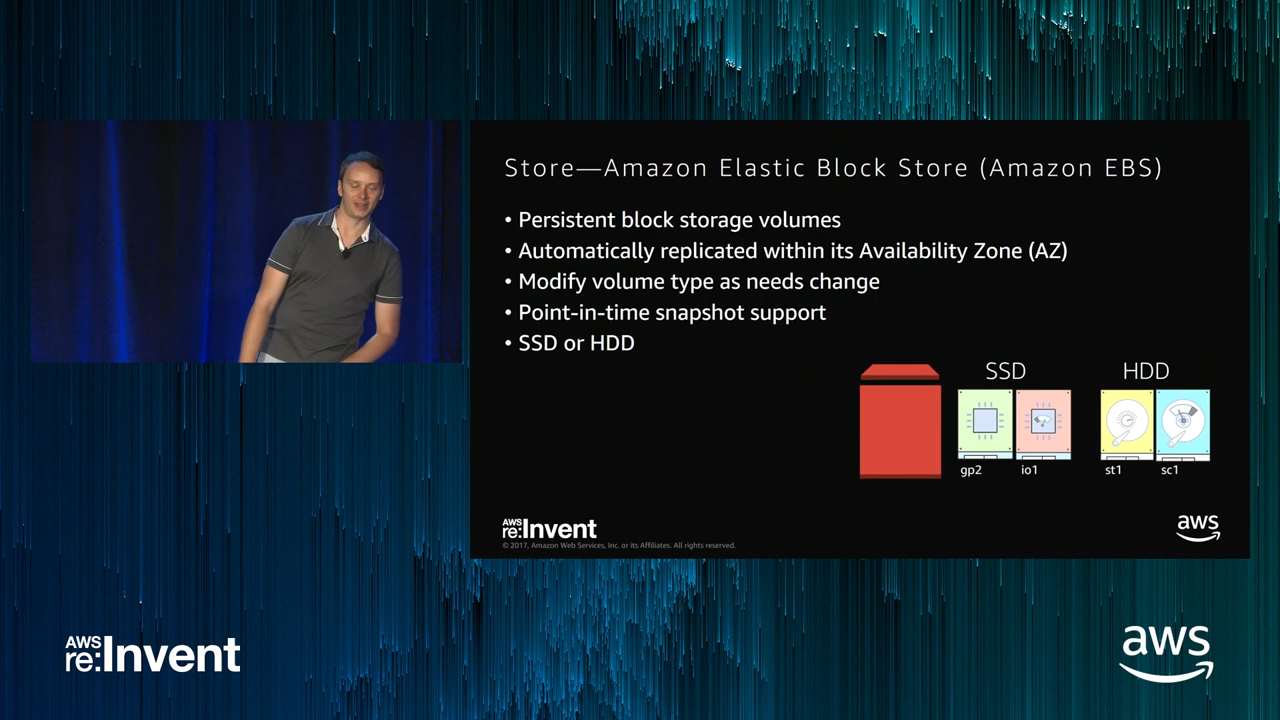 Store—Amazon Elastic Block Store (Amazon EBS)
• Persistent block storage volumes
• Automatically replicated within its Availability Zone (AZ)
• Modify volume type as needs change
• Point-in-time snapshot support
• SSD or HDD
SSD
HDD
gp2
io1
st1
sc1
AWS
re:Invent
© 2017, Amazon Web Services, Inc. or its Affiliates. All rights reserved.
aws
AWS
re:Invent
aws